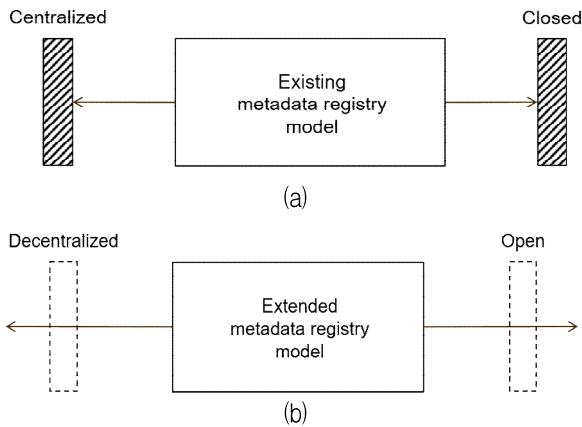 Centralized
Closed
Existing
metadata registry
model
(a)
Decentralized
Open
Extended
metadata registry
model
(b)